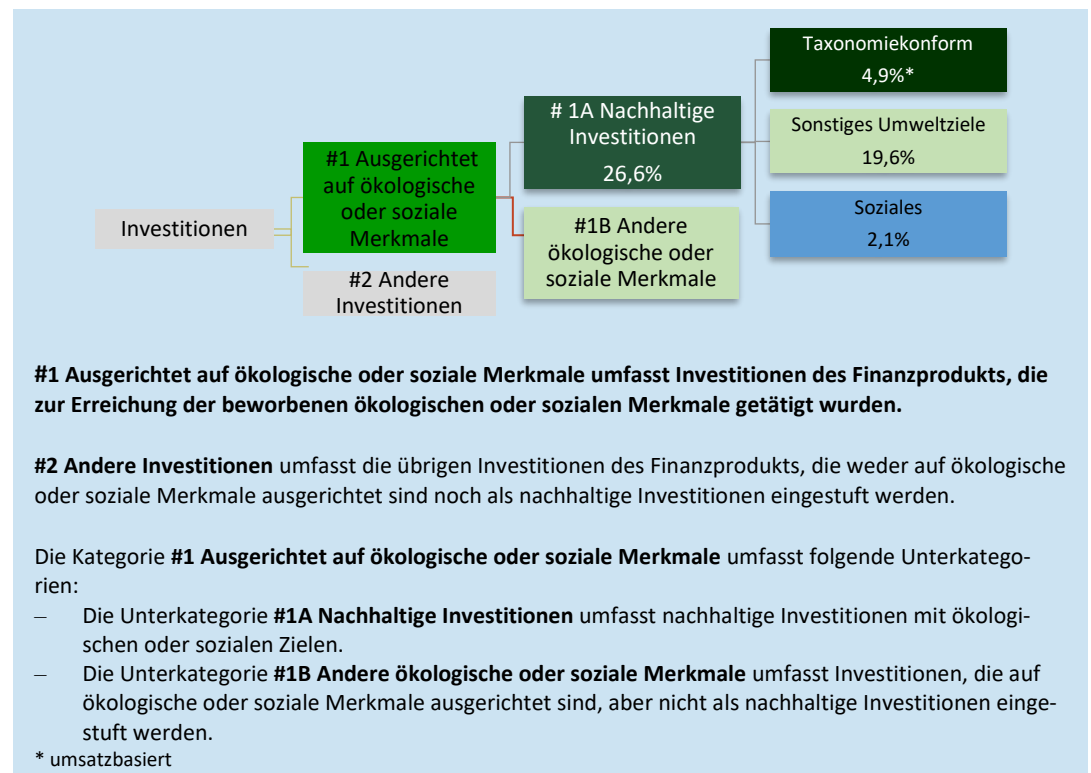 Taxonomiekonform
4,9%*
# 1A Nachhaltige
Investitionen
26,6%
Sonstiges Umweltziele
19,6%
#1 Ausgerichtet
auf ökologische
oder soziale
Merkmale
Soziales
2,1%
Investitionen
#1B Andere
ökologische oder
soziale Merkmale
#2 Andere
Investitionen
#1 Ausgerichtet auf ökologische oder soziale Merkmale umfasst Investitionen des Finanzprodukts, die
zur Erreichung der beworbenen ökologischen oder sozialen Merkmale getätigt wurden.
#2 Andere Investitionen umfasst die übrigen Investitionen des Finanzprodukts, die weder auf ökologische
oder soziale Merkmale ausgerichtet sind noch als nachhaltige Investitionen eingestuft werden.
Die Kategorie #1 Ausgerichtet auf ökologische oder soziale Merkmale umfasst folgende Unterkatego-
rien:
– Die Unterkategorie #1A Nachhaltige Investitionen umfasst nachhaltige Investitionen mit ökologi-
schen oder sozialen Zielen.
– Die Unterkategorie #1B Andere ökologische oder soziale Merkmale umfasst Investitionen, die auf
ökologische oder soziale Merkmale ausgerichtet sind, aber nicht als nachhaltige Investitionen einge-
stuft werden.
* umsatzbasiert